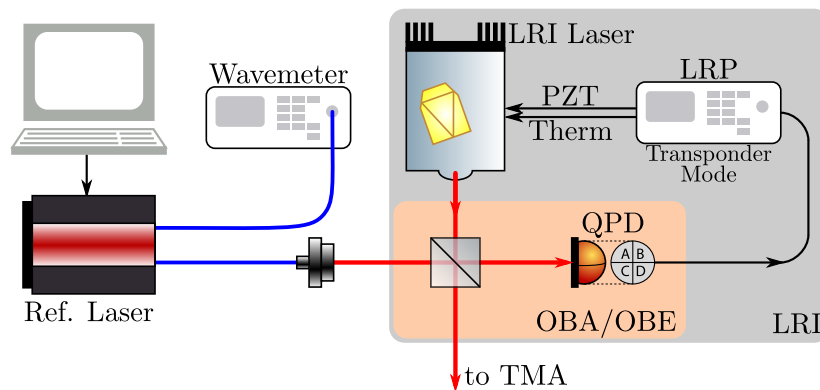 LRI Laser
Wavemeter
LRP
PZT
Therm
Transponder
Mode
QPD
A B
C D
Ref. Laser
OBA/OBE
LRI
to TMA